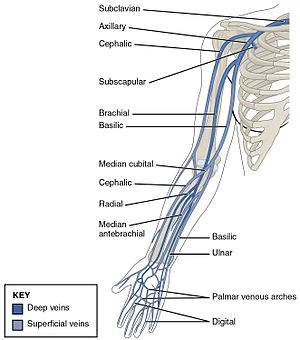 Subclavian
Axillary
Cephalic
Subscapular
Brachial
Basilic
Median cubital
Cephalic
Radial
Median
antebrachial
Basilic
Ulnar
Palmar venous arches
Digital
KEY
Deep veins
Superficial veins